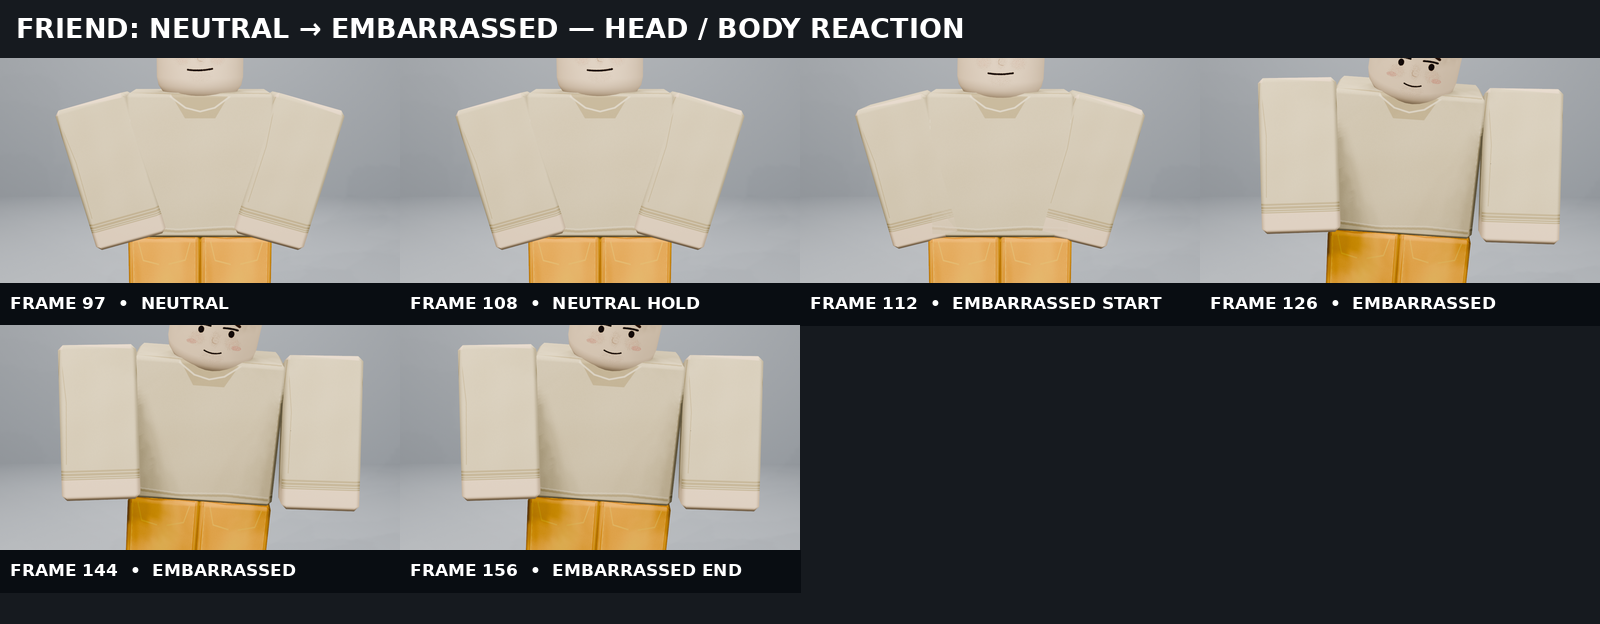 FRIEND: NEUTRAL → EMBARRASSED — HEAD / BODY REACTION
FRAME 97 • NEUTRAL
FRAME 108 • NEUTRAL HOLD
FRAME 112 • EMBARRASSED START
FRAME 126 • EMBARRASSED
FRAME 144 • EMBARRASSED
FRAME 156 • EMBARRASSED END